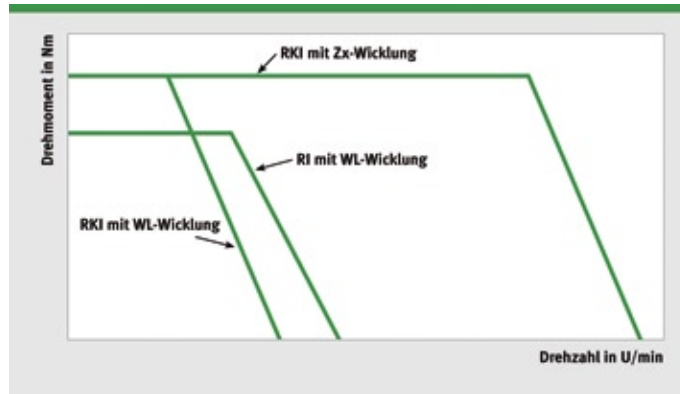 Drehmoment in Nm
RKI mit Zx-Wicklung
RI mit WL-Wicklung
RKI mit WL-Wicklung
Drehzahl in U/min